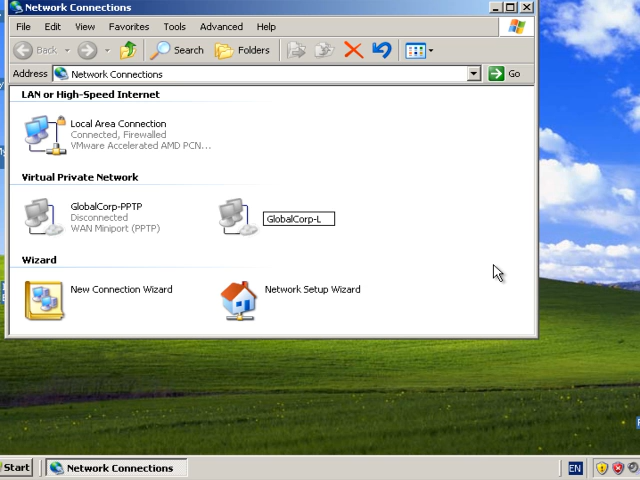 Network Connections
File Edit View Favorites Tools Advanced Help
Back Search Folders
Address Network Connections Go
LAN or High-Speed Internet
Local Area Connection
Connected, Firewalled
VMware Accelerated AMD PCN...
Virtual Private Network
GlobalCorp-PPTP
Disconnected
WAN Miniport (PPTP)
GlobalCorp-L
Wizard
New Connection Wizard
Network Setup Wizard
Start Network Connections EN